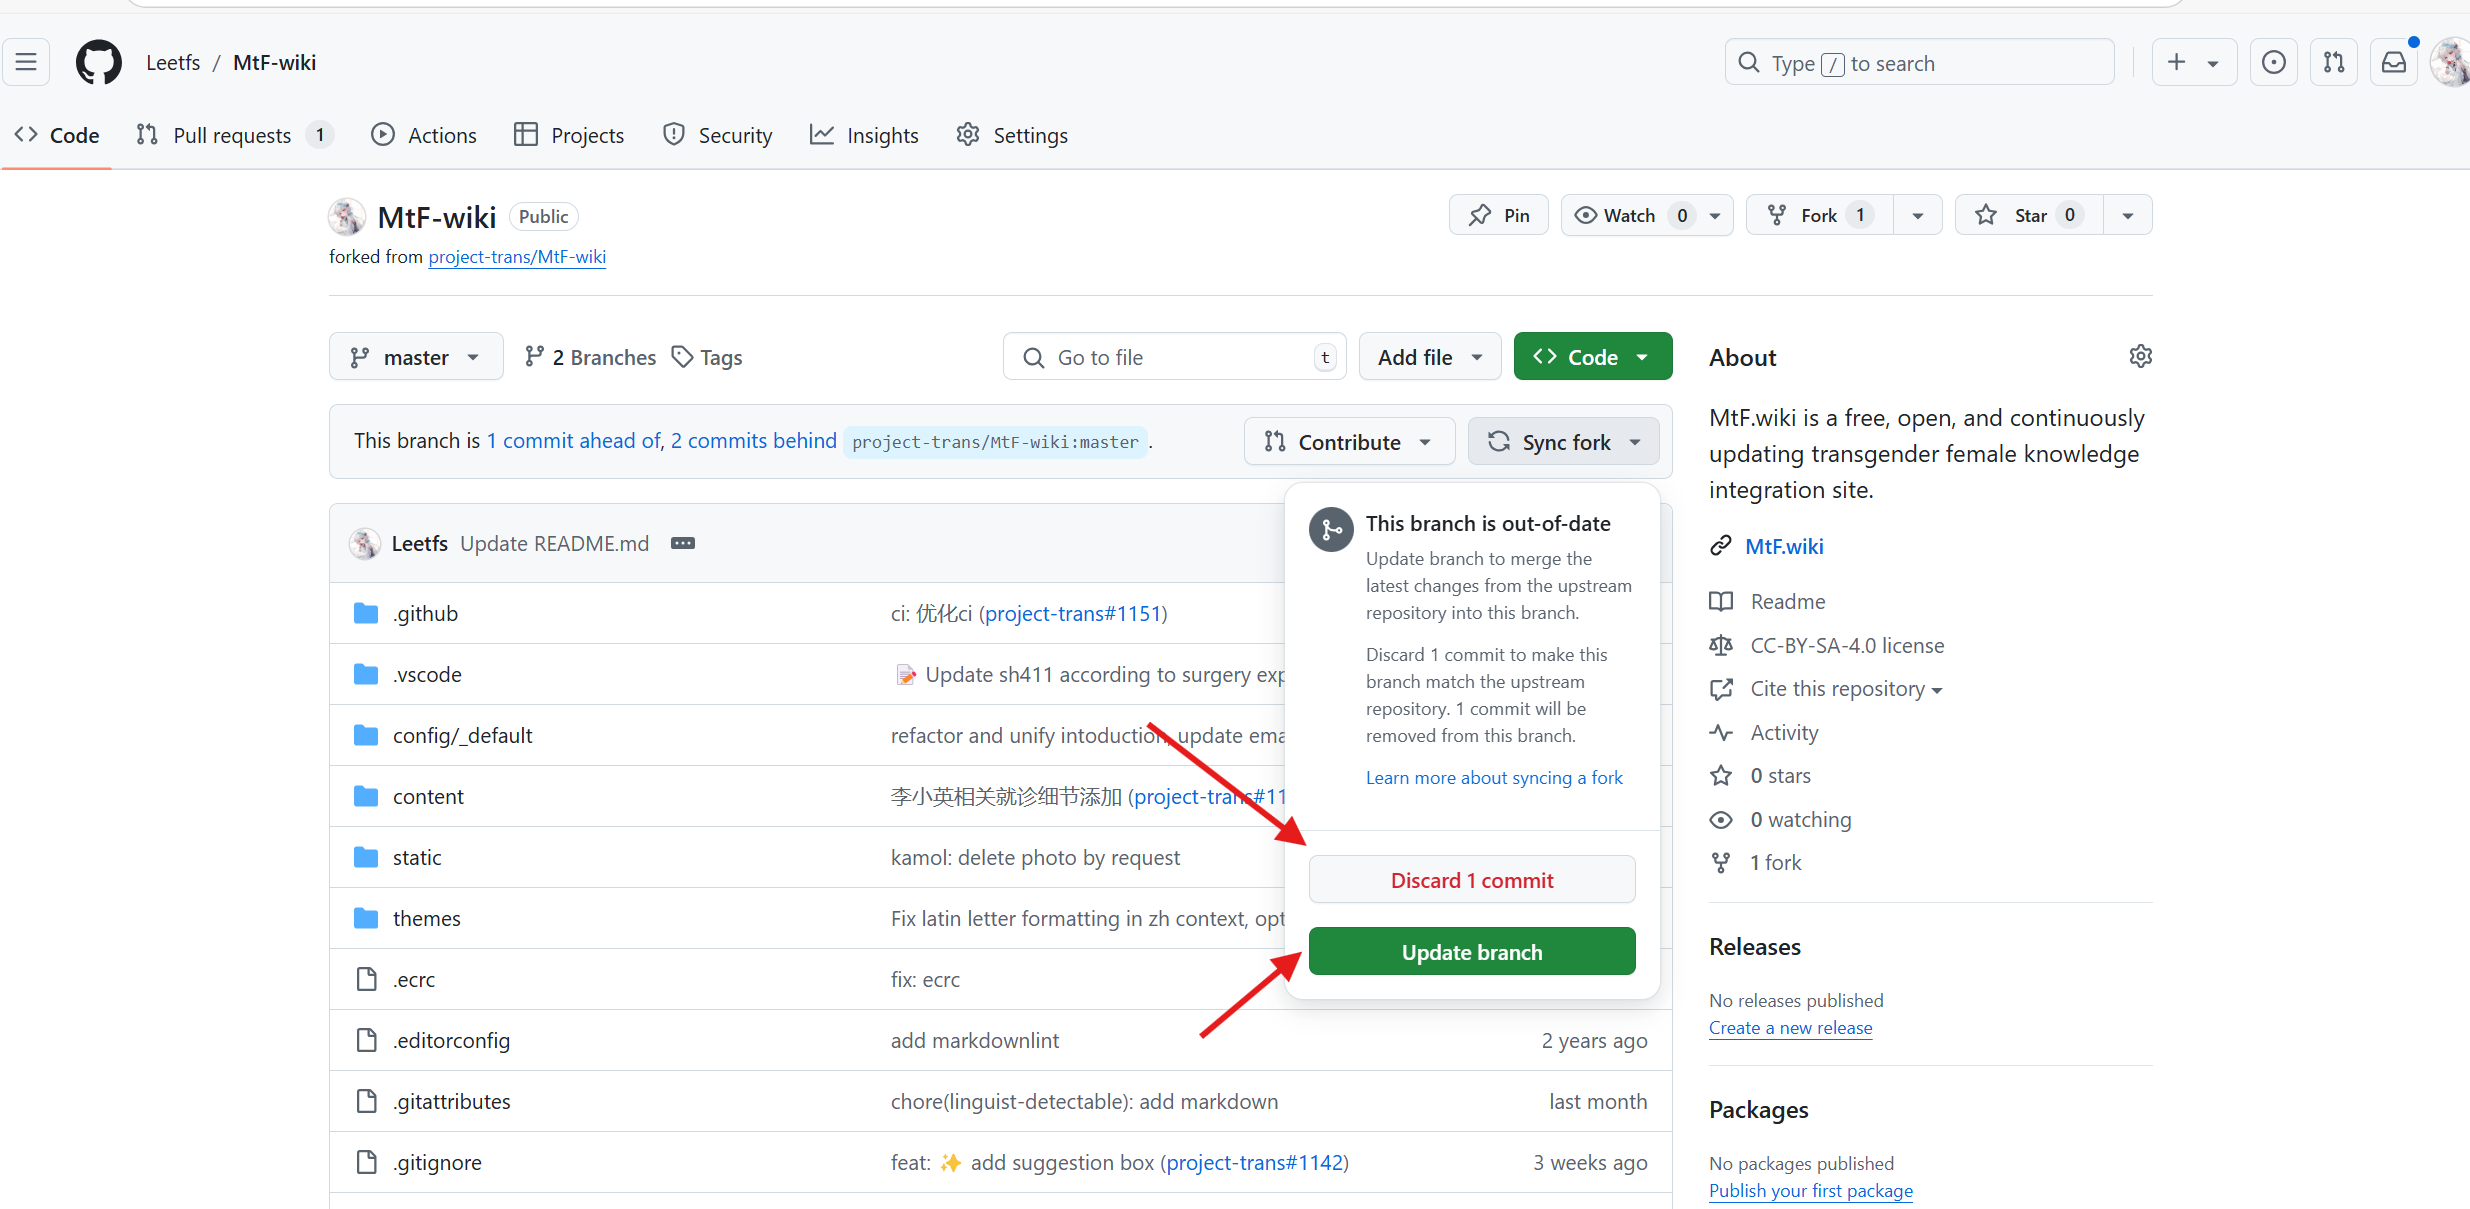 Leetfs / MtF-wiki
Type / to search
Code
Pull requests 1
Actions
Projects
Security
Insights
Settings
MtF-wiki Public
forked from project-trans/MtF-wiki
Pin
Watch 0
Fork 1
Star 0
master
2 Branches
Tags
Go to file t
Add file
Code
This branch is 1 commit ahead of, 2 commits behind project-trans/MtF-wiki:master .
Contribute
Sync fork
This branch is out-of-date
Update branch to merge the
latest changes from the upstream
repository into this branch.
Discard 1 commit to make this
branch match the upstream
repository. 1 commit will be
removed from this branch.
Learn more about syncing a fork
Discard 1 commit
Update branch
Leetfs Update README.md
.github ci: 优化ci (project-trans#1151)
.vscode Update sh411 according to surgery exp
config/_default refactor and unify intoduction, update ema
content 李小英相关就诊细节添加 (project-trans#11
static kamol: delete photo by request
themes Fix latin letter formatting in zh context, opt
.ecrc fix: ecrc
.editorconfig add markdownlint 2 years ago
.gitattributes chore(linguist-detectable): add markdown last month
.gitignore feat: ✨ add suggestion box (project-trans#1142) 3 weeks ago
About
MtF.wiki is a free, open, and continuously
updating transgender female knowledge
integration site.
MtF.wiki
Readme
CC-BY-SA-4.0 license
Cite this repository
Activity
0 stars
0 watching
1 fork
Releases
No releases published
Create a new release
Packages
No packages published
Publish your first package